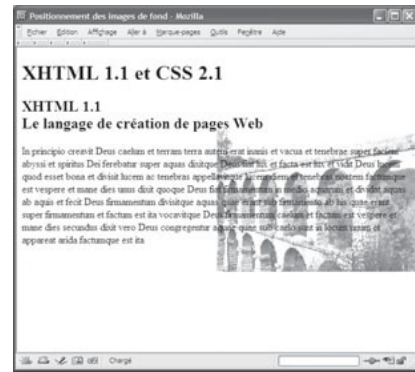 Positionnement des images de fond - Mozilla
Fichier Edition Affichage Aller à Marque-pages Outils Fenêtre Aide
XHTML 1.1 et CSS 2.1
XHTML 1.1
Le langage de création de pages Web
In principio creavit Deus caelum et terram terra autem erat inanis et vacua et tenebrae super faciem
abyssi et spiritus Dei ferebatur super aquas dixitque Deus fiat lux et facta est lux et vidit Deus lucem
quod esset bona et divisit lucem ac tenebras appellavitque lucem diem et tenebras noctem factumque
est vespere et mane dies unus dixit quoque Deus fiat firmamentum in medio aquarum et dividat aquas
ab aquis et fecit Deus firmamentum divisitque aquas quae erant sub firmamento ab his quae erant
super firmamentum et factum est ita vocavitque Deus firmamentum caelum et factum est vespere et
mane dies secundus dixit vero Deus congregentur aquae quae sub caelo sunt in locum unum et
appareat arida factumque est ita
Chargé